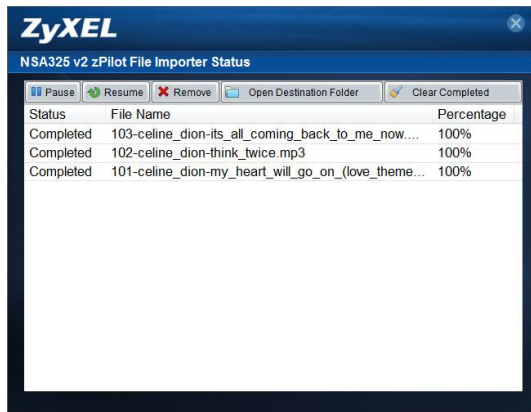 ZyXEL
NSA325 v2 zPilot File Importer Status
Pause Resume Remove Open Destination Folder Clear Completed
Status File Name Percentage
Completed 103-celine_dion-its_all_coming_back_to_me_now.... 100%
Completed 102-celine_dion-think_twice.mp3 100%
Completed 101-celine_dion-my_heart_will_go_on_(love_theme... 100%